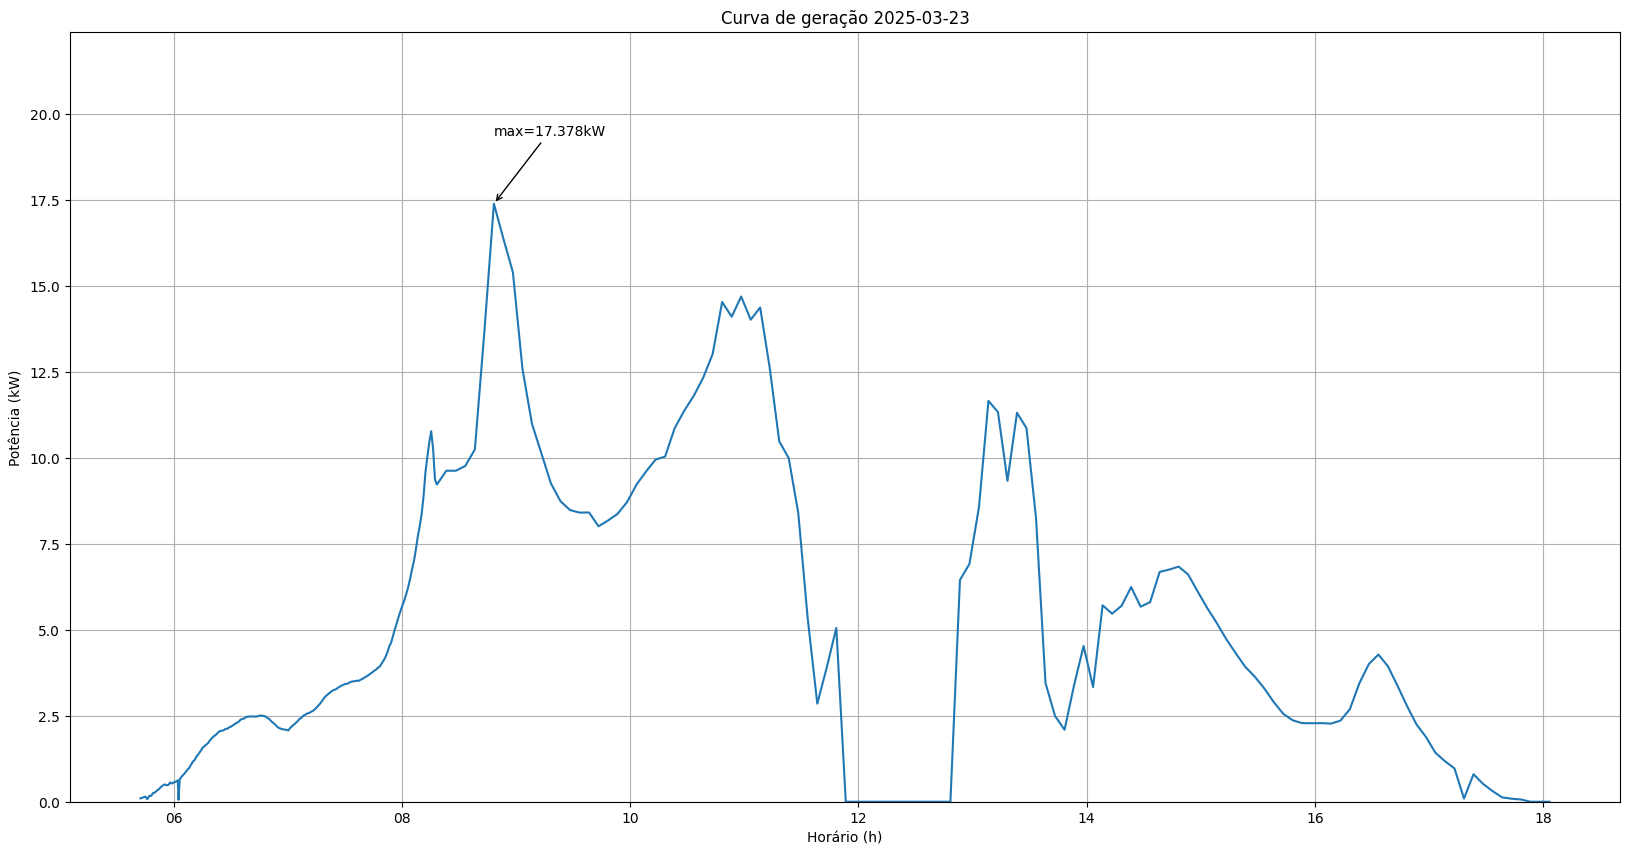 Curva de geração 2025-03-23
max=17.378kW
Potência (kW)
20.0
17.5
15.0
12.5
10.0
7.5
5.0
2.5
0.0
06 08 10 12 14 16 18
Horário (h)